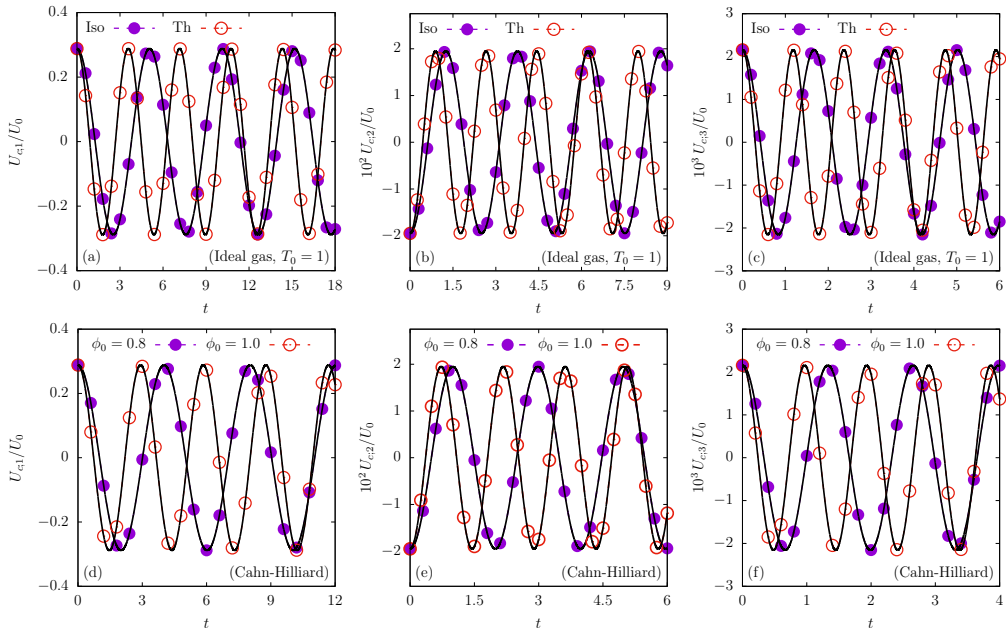 Iso Th
U_{c;1}/U_0
0.4
0.2
0
−0.2
−0.4
0 3 6 9 12 15 18
t
(a) (Ideal gas, T_0 = 1)
Iso Th
10^2 U_{c;2}/U_0
2
1
0
−1
−2
0 1.5 3 4.5 6 7.5 9
t
(b) (Ideal gas, T_0 = 1)
Iso Th
10^3 U_{c;3}/U_0
3
2
1
0
−1
−2
−3
0 1 2 3 4 5 6
t
(c) (Ideal gas, T_0 = 1)
ϕ_0 = 0.8 ϕ_0 = 1.0
U_{c;1}/U_0
0.4
0.2
0
−0.2
−0.4
0 3 6 9 12
t
(d) (Cahn-Hilliard)
ϕ_0 = 0.8 ϕ_0 = 1.0
10^2 U_{c;2}/U_0
2
1
0
−1
−2
0 1.5 3 4.5 6
t
(e) (Cahn-Hilliard)
ϕ_0 = 0.8 ϕ_0 = 1.0
10^3 U_{c;3}/U_0
3
2
1
0
−1
−2
−3
0 1 2 3 4
t
(f) (Cahn-Hilliard)